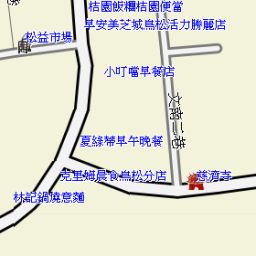 桔園飯糰桔園便當
早安美芝城鳥松活力勝麗店
松益市場
小叮噹早餐店
文南二巷
夏綠蒂早午晚餐
克里姆晨食鳥松分店
慈濟寺
林記鍋燒意麵